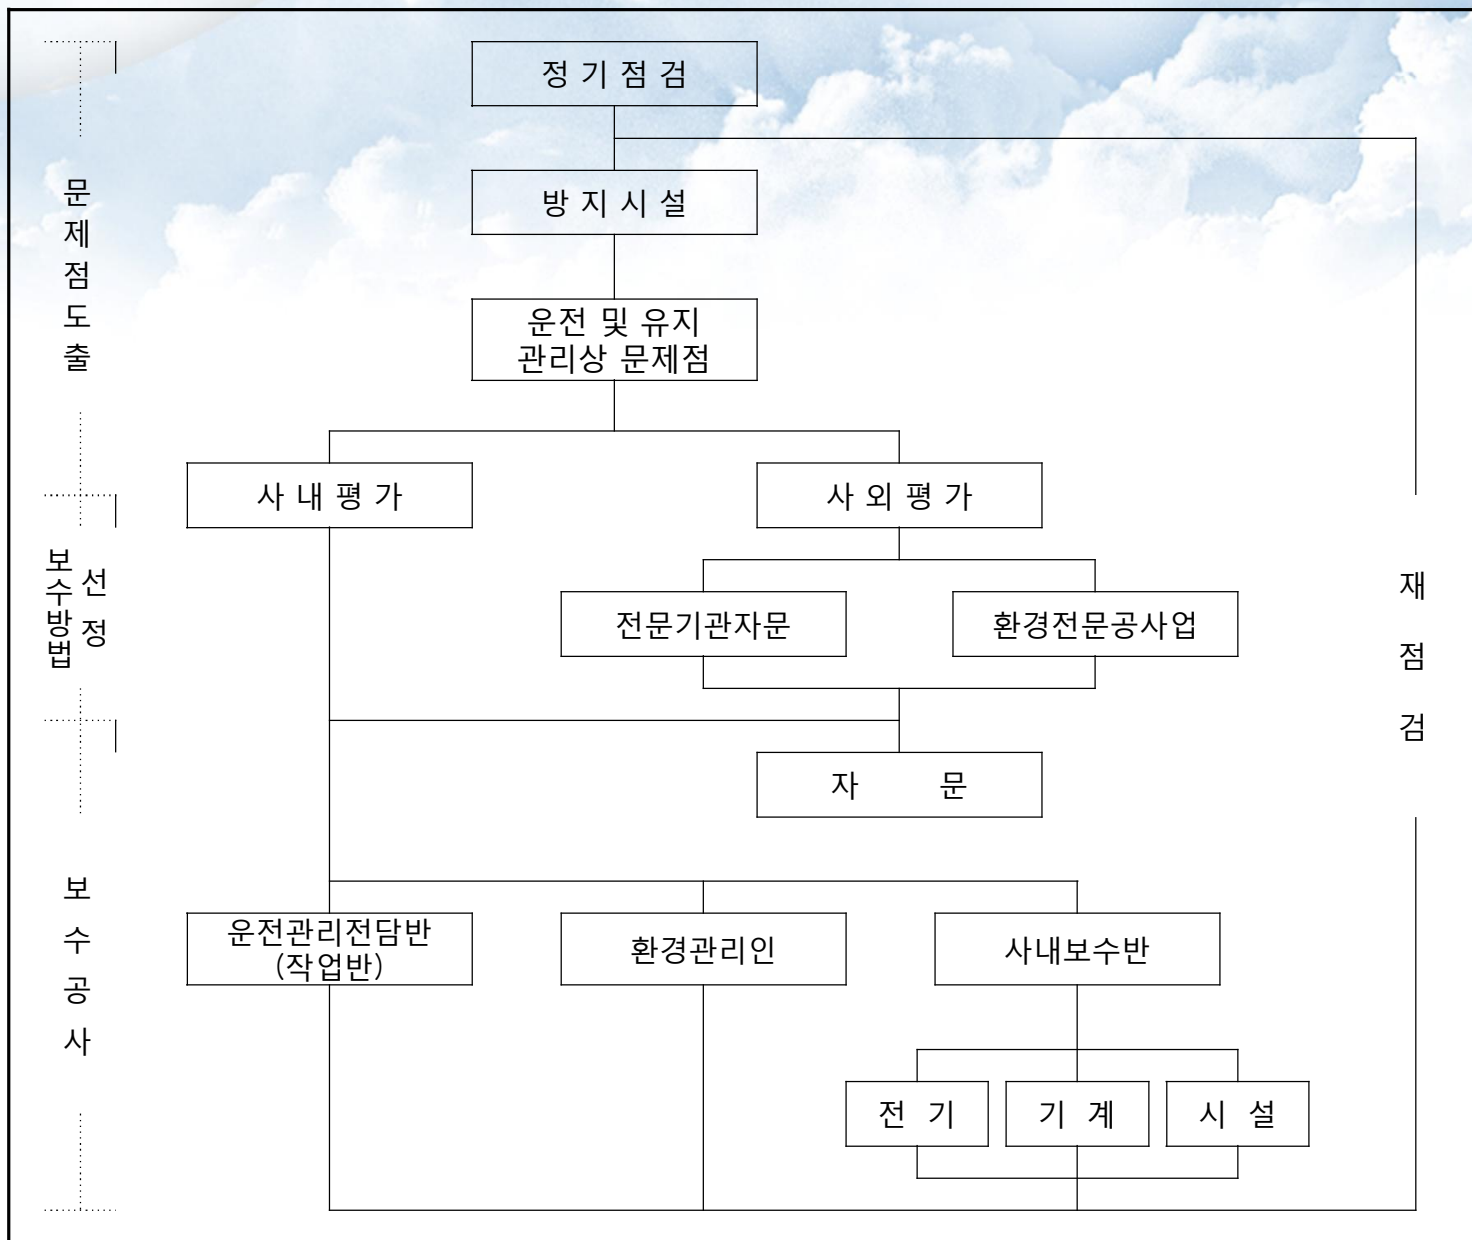 정 기 점 검
방 지 시 설
문제점도출
운전 및 유지
관리상 문제점
사 내 평 가
사 외 평 가
보수방법
선정
전문기관자문
환경전문공사업
재점검
자 문
보수공사
운전관리전담반
(작업반)
환경관리인
사내보수반
전 기
기 계
시 설